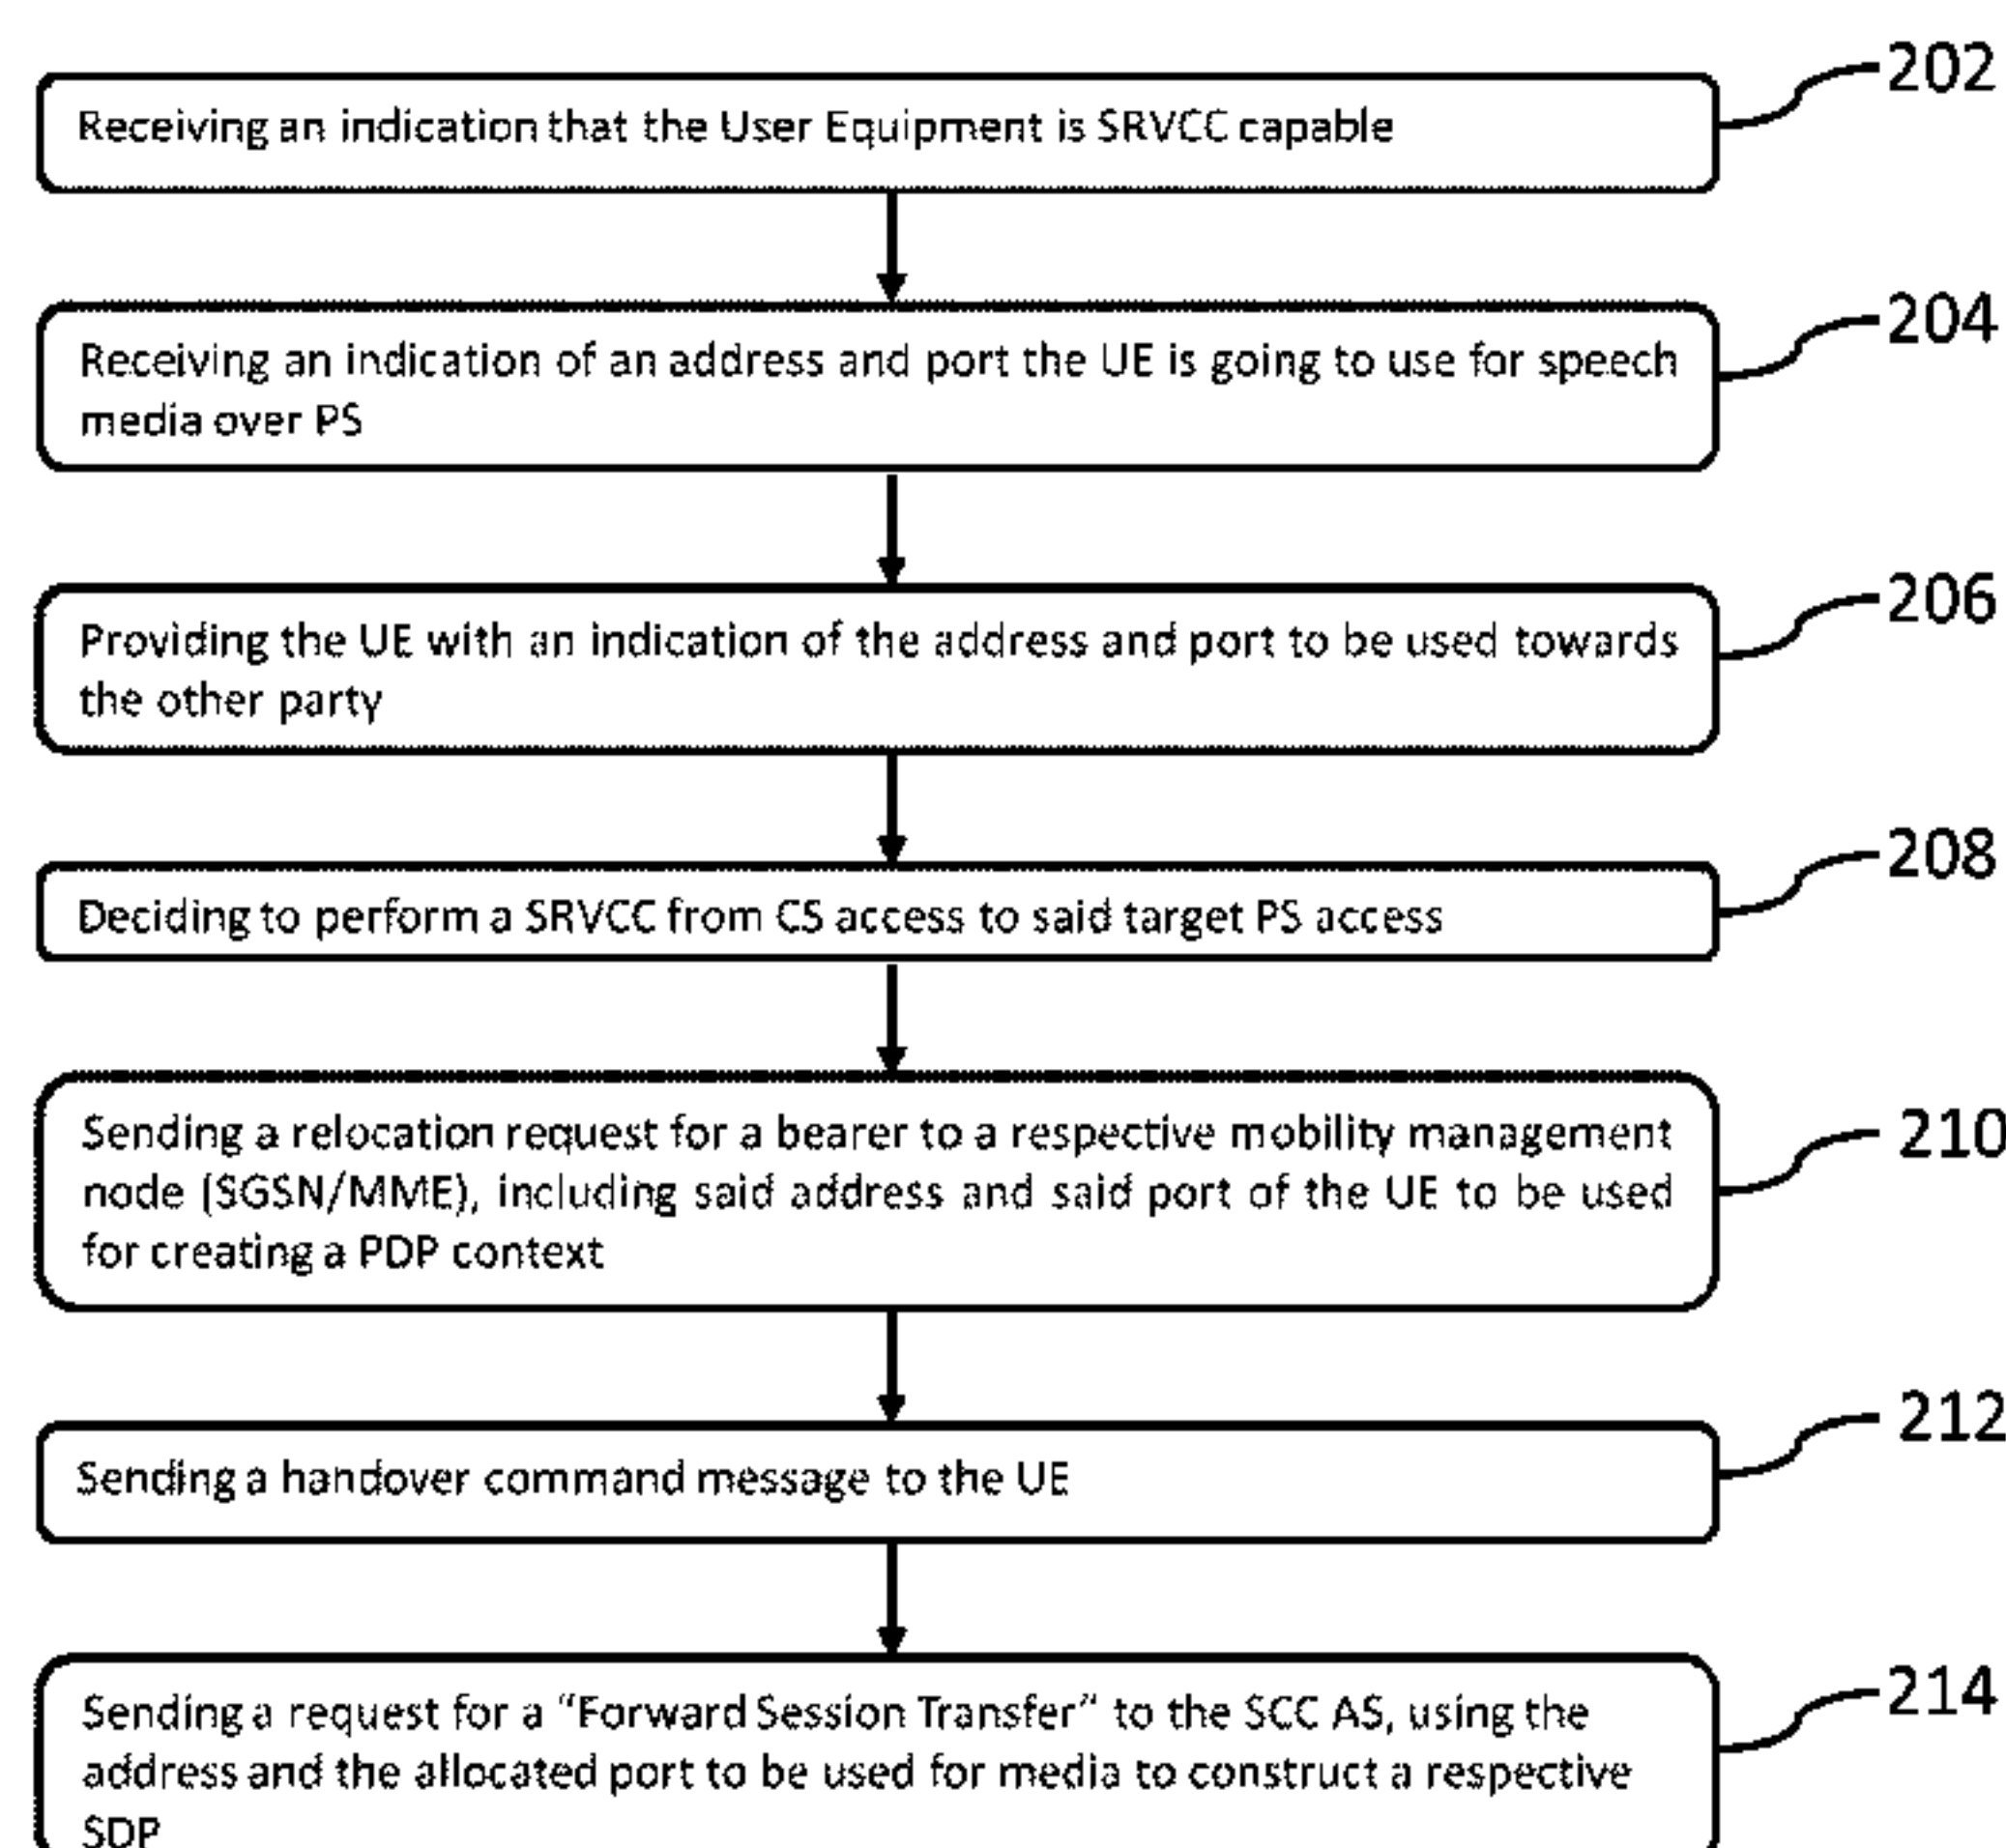 202
Receiving an indication that the User Equipment is SRVCC capable
204
Receiving an indication of an address and port the UE is going to use for speech
media over PS
206
Providing the UE with an indication of the address and port to be used towards
the other party
208
Deciding to perform a SRVCC from CS access to said target PS access
210
Sending a relocation request for a bearer to a respective mobility management
node (SGSN/MME), including said address and said port of the UE to be used
for creating a PDP context
212
Sending a handover command message to the UE
214
Sending a request for a “Forward Session Transfer” to the SCC AS, using the
address and the allocated port to be used for media to construct a respective
SDP